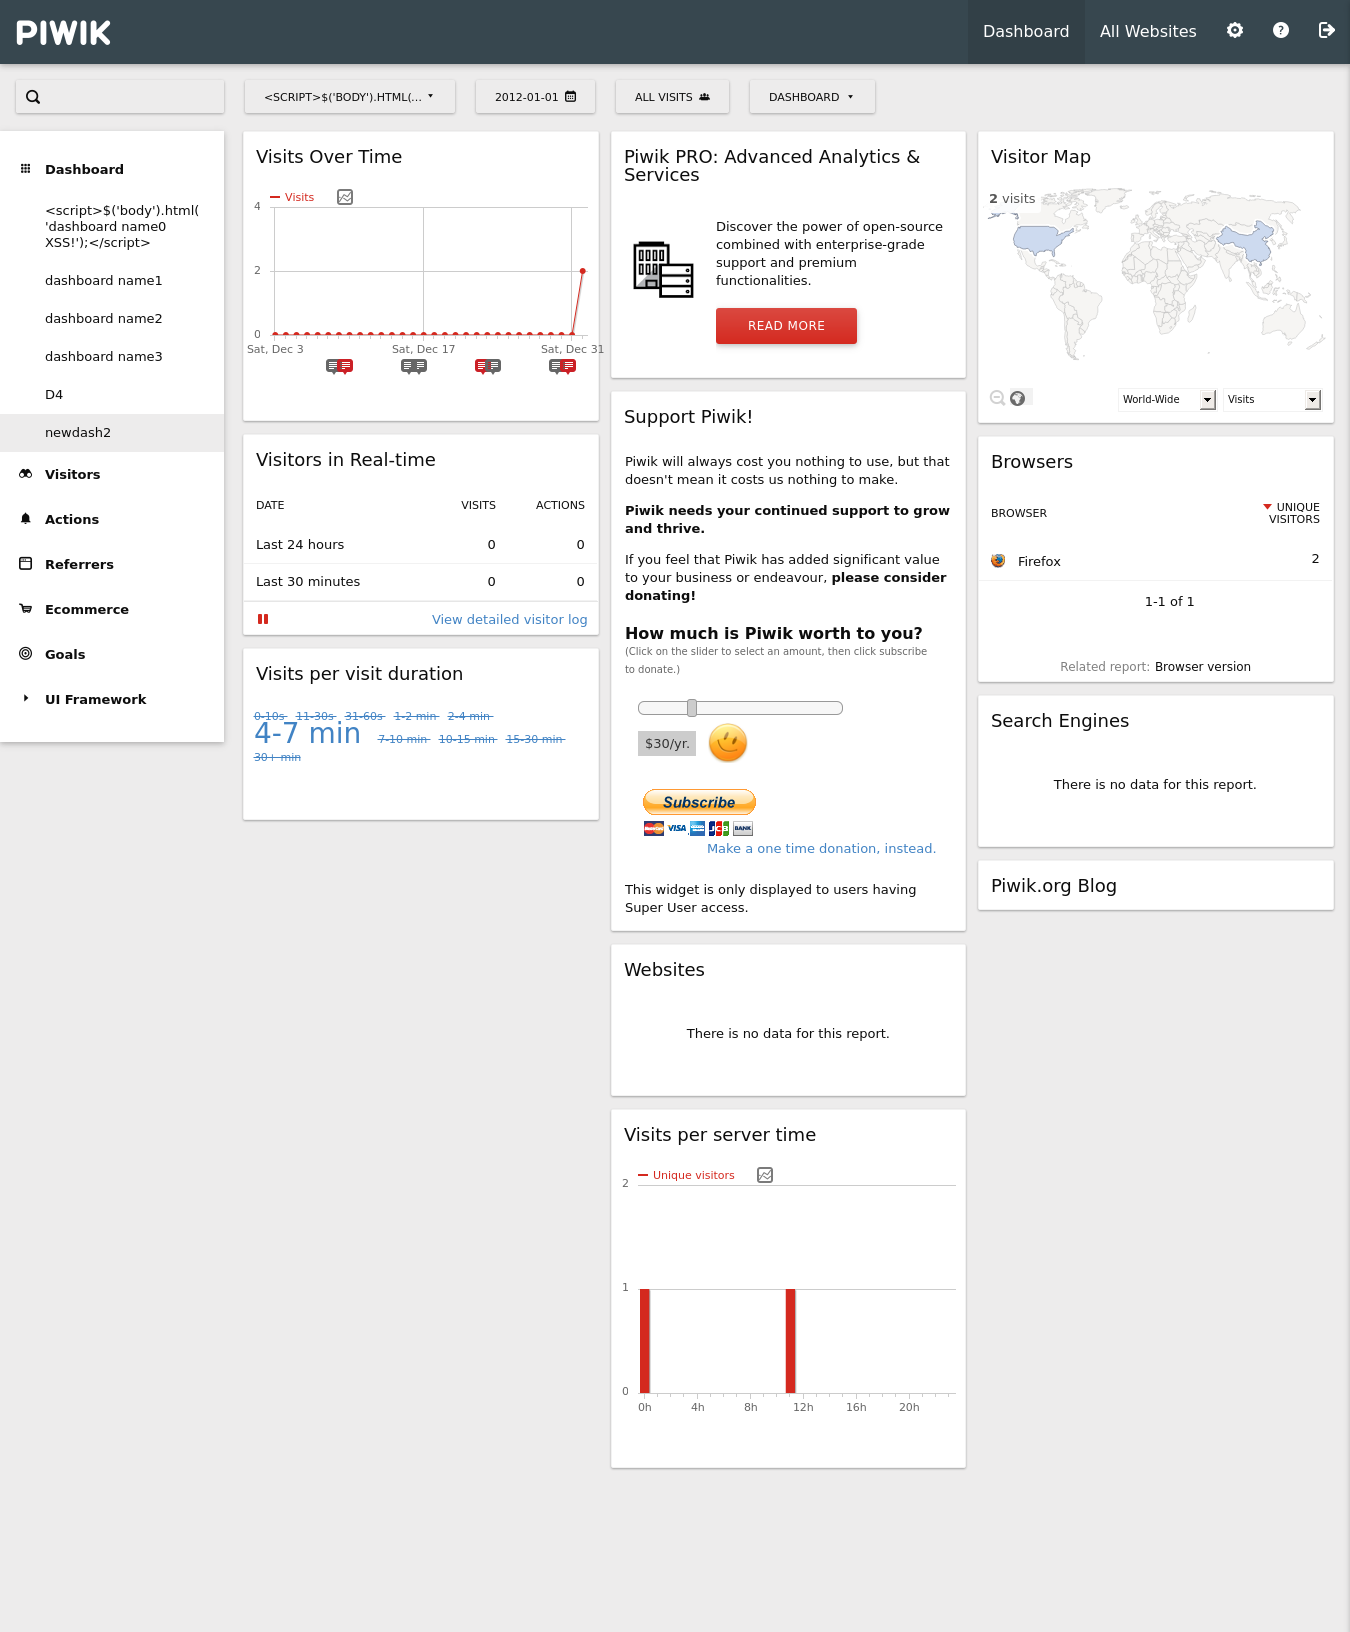 PIWIK
Dashboard
All Websites
<SCRIPT>$('BODY').HTML(...
2012-01-01
ALL VISITS
DASHBOARD
Dashboard
<script>$('body').html(
'dashboard name0
XSS!');</script>
dashboard name1
dashboard name2
dashboard name3
D4
newdash2
Visitors
Actions
Referrers
Ecommerce
Goals
UI Framework
Visits Over Time
Visits
4
2
0
Sat, Dec 3
Sat, Dec 17
Sat, Dec 31
Visitors in Real-time
DATE VISITS ACTIONS
Last 24 hours 0 0
Last 30 minutes 0 0
View detailed visitor log
Visits per visit duration
0-10s 11-30s 31-60s 1-2 min 2-4 min
4-7 min 7-10 min 10-15 min 15-30 min
30+ min
Piwik PRO: Advanced Analytics &
Services
Discover the power of open-source
combined with enterprise-grade
support and premium
functionalities.
READ MORE
Support Piwik!
Piwik will always cost you nothing to use, but that
doesn't mean it costs us nothing to make.
Piwik needs your continued support to grow
and thrive.
If you feel that Piwik has added significant value
to your business or endeavour, please consider
donating!
How much is Piwik worth to you?
(Click on the slider to select an amount, then click subscribe
to donate.)
$30/yr.
Subscribe
MasterCard VISA JCB BANK
Make a one time donation, instead.
This widget is only displayed to users having
Super User access.
Websites
There is no data for this report.
Visits per server time
Unique visitors
2
1
0
0h 4h 8h 12h 16h 20h
Visitor Map
2 visits
World-Wide
Visits
Browsers
BROWSER
UNIQUE
VISITORS
Firefox 2
1-1 of 1
Related report: Browser version
Search Engines
There is no data for this report.
Piwik.org Blog